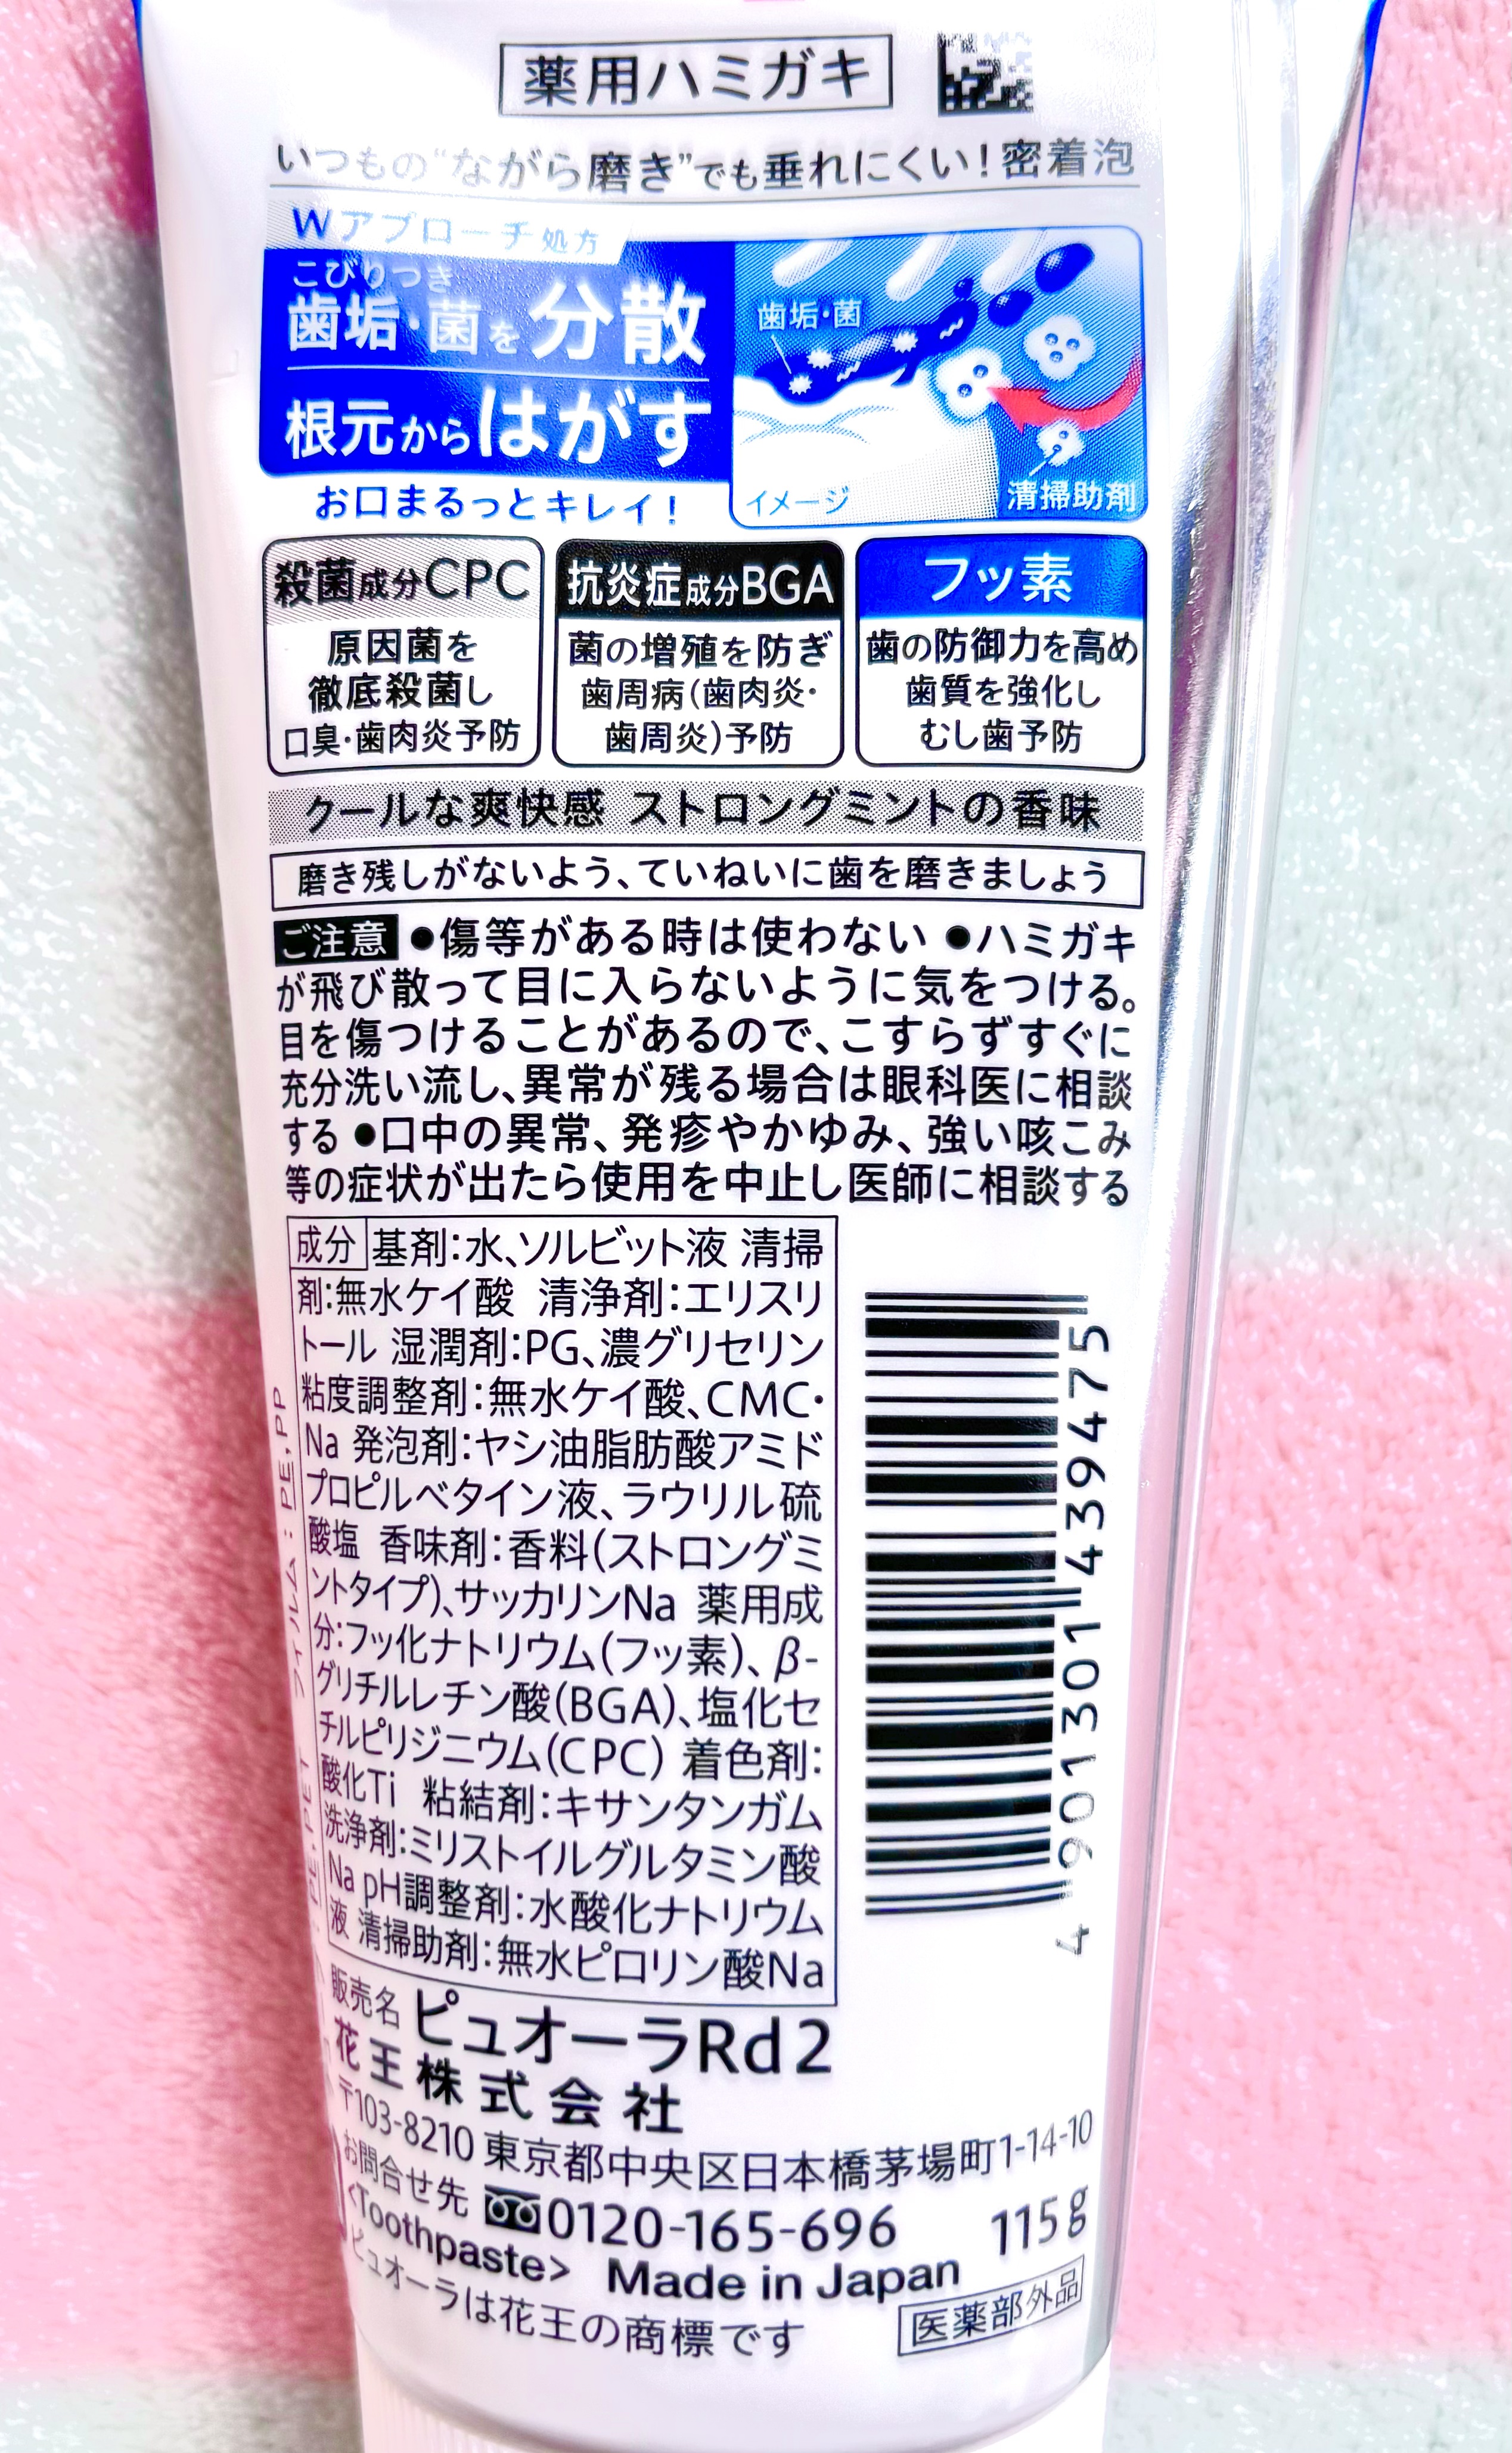 薬用ハミガキ
いつもの“ながら磨き”でも垂れにくい！密着泡
Wアプローチ処方
こびりつき
歯垢・菌を分散
根元からはがす
お口まるっとキレイ！
歯垢・菌
イメージ
清掃助剤
殺菌成分CPC
原因菌を
徹底殺菌し
口臭・歯肉炎予防
抗炎症成分BGA
菌の増殖を防ぎ
歯周病(歯肉炎・
歯周炎)予防
フッ素
歯の防御力を高め
歯質を強化し
むし歯予防
クールな爽快感 ストロングミントの香味
磨き残しがないよう、ていねいに歯を磨きましょう
ご注意 ●傷等がある時は使わない ●ハミガキ
が飛び散って目に入らないように気をつける。
目を傷つけることがあるので、こすらずすぐに
充分洗い流し、異常が残る場合は眼科医に相談
する ●口中の異常、発疹やかゆみ、強い咳こみ
等の症状が出たら使用を中止し医師に相談する
成分 基剤：水、ソルビット液 清掃
剤：無水ケイ酸 清浄剤：エリスリ
トール 湿潤剤：PG、濃グリセリン
粘度調整剤：無水ケイ酸、CMC・
Na 発泡剤：ヤシ油脂肪酸アミド
プロピルベタイン液、ラウリル硫
酸塩 香味剤：香料(ストロングミ
ントタイプ)、サッカリンNa 薬用成
分：フッ化ナトリウム(フッ素)、β-
グリチルレチン酸(BGA)、塩化セ
チルピリジニウム(CPC) 着色剤：
酸化Ti 粘結剤：キサンタンガム
洗浄剤：ミリストイルグルタミン酸
Na pH調整剤：水酸化ナトリウム
液 清掃助剤：無水ピロリン酸Na
4 901301 439475
販売名 ピュオーラRd2
花王株式会社
〒103-8210 東京都中央区日本橋茅場町1-14-10
お問合せ先 0120-165-696
115g
<Toothpaste> Made in Japan
ピュオーラは花王の商標です
医薬部外品
フィルム：PE,PP
PE,PET